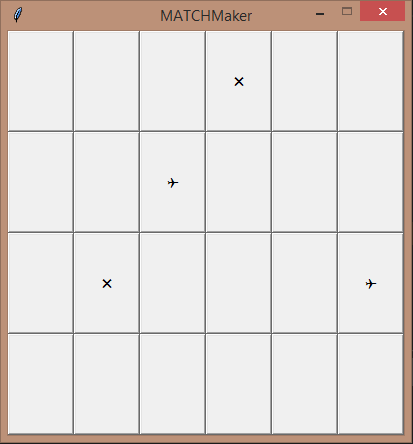 MATCHMaker
✕
✈
✕ ✈